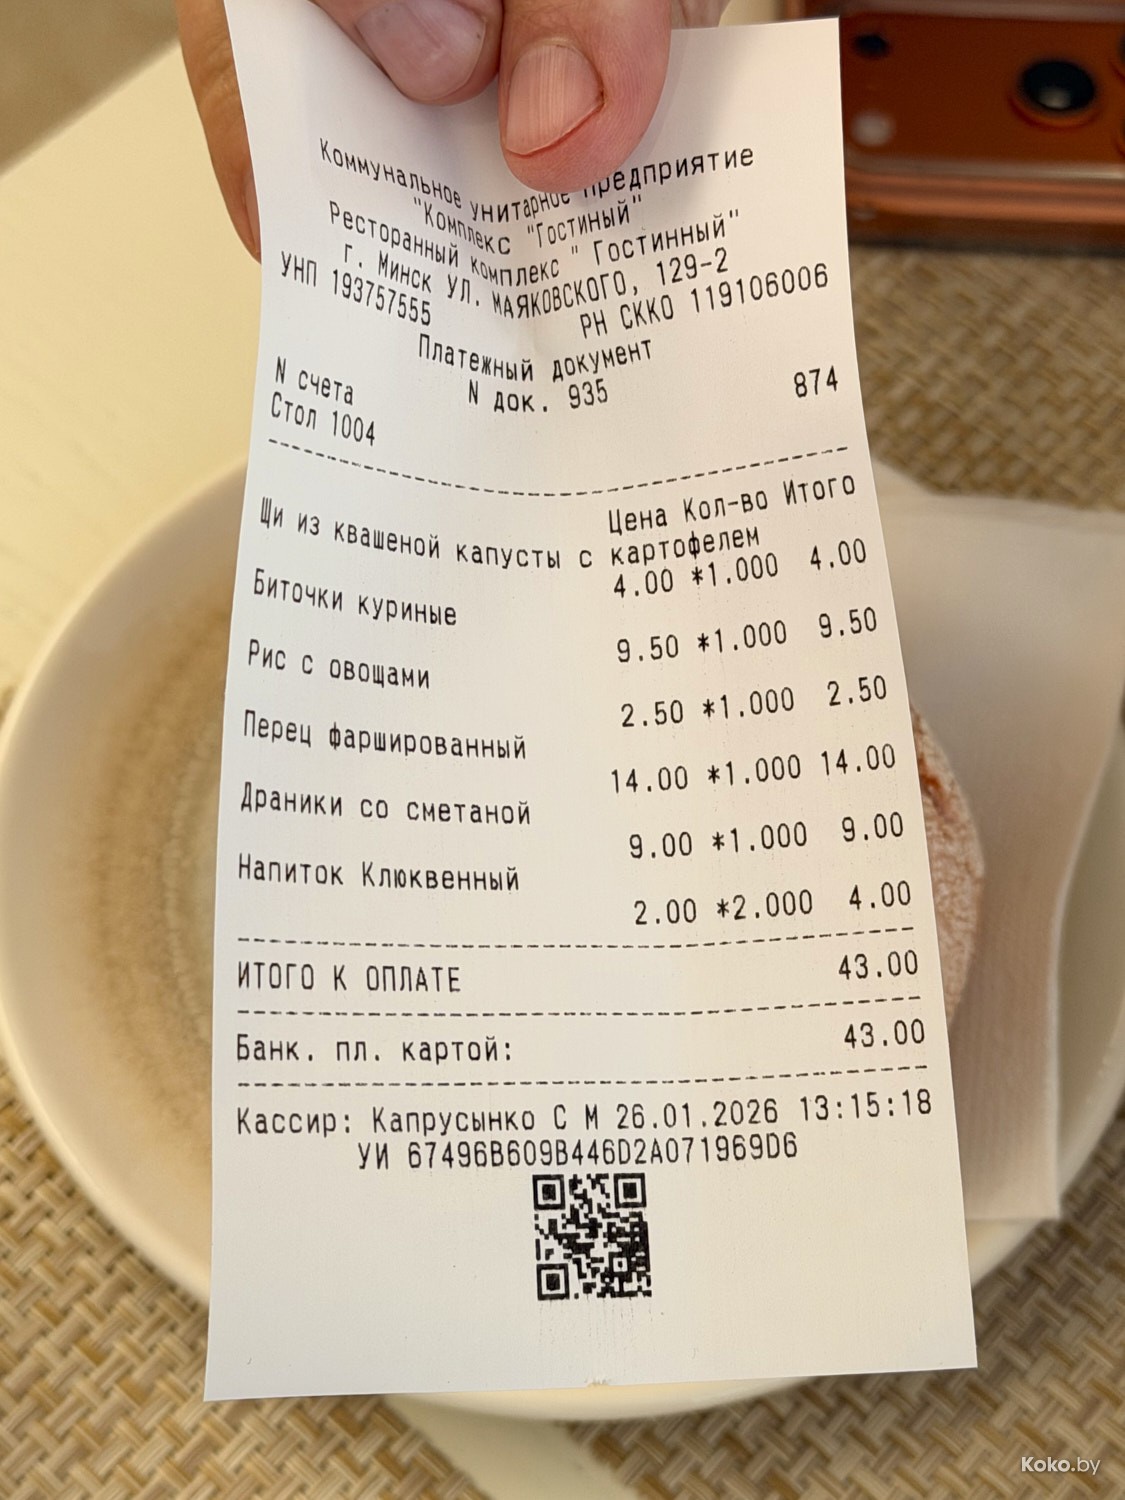 Коммунальное унитарное предприятие
"Комплекс "Гостиный"
Ресторанный комплекс " Гостинный"
г. Минск УЛ. МАЯКОВСКОГО, 129-2
УНП 193757555 РН СККО 119106006
Платежный документ
N док. 935
N счета 874
Стол 1004
Цена Кол-во Итого
Щи из квашеной капусты с картофелем
4.00 *1.000 4.00
Биточки куриные
9.50 *1.000 9.50
Рис с овощами
2.50 *1.000 2.50
Перец фаршированный
14.00 *1.000 14.00
Драники со сметаной
9.00 *1.000 9.00
Напиток Клюквенный
2.00 *2.000 4.00
ИТОГО К ОПЛАТЕ 43.00
Банк. пл. картой: 43.00
Кассир: Капрусынко С М 26.01.2026 13:15:18
УИ 67496B609B446D2A071969D6
Koko.by